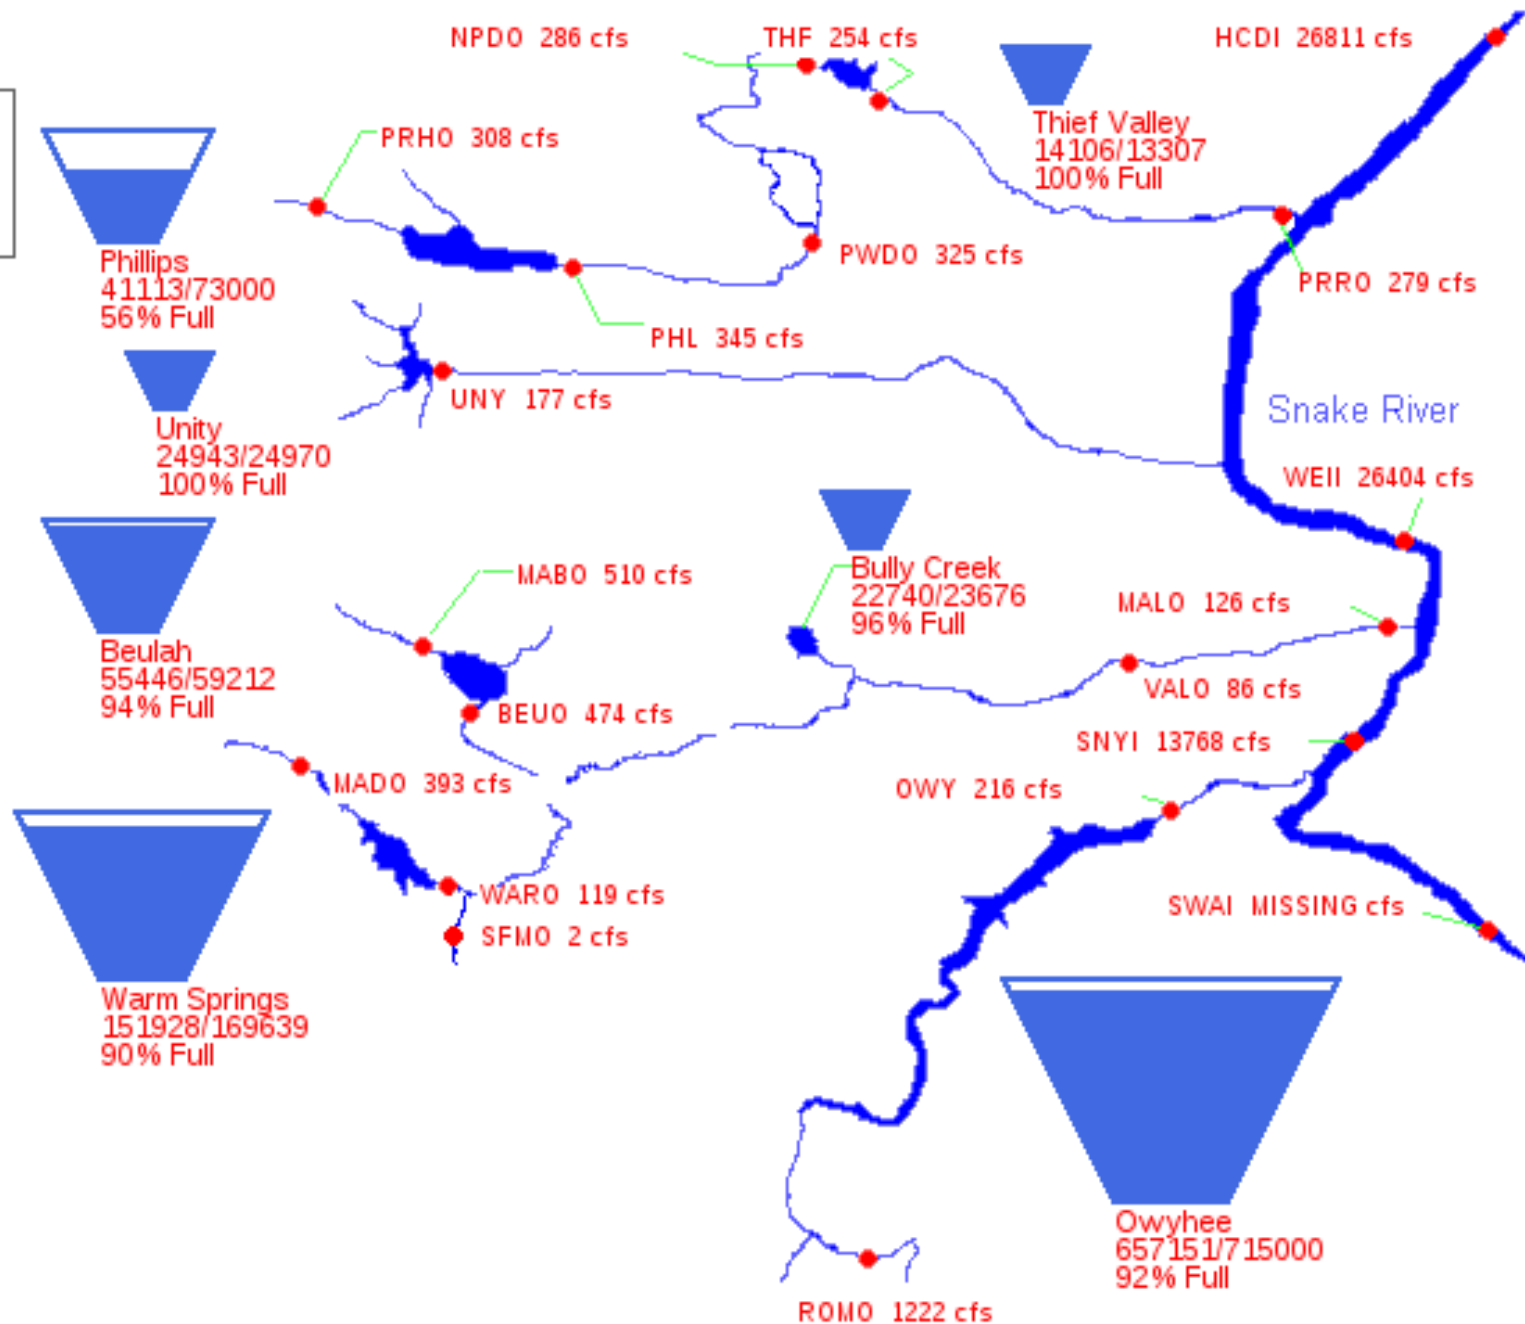 NPDO 286 cfs
THF 254 cfs
HCDI 26811 cfs
Thief Valley
14106/13307
100% Full
PRHO 308 cfs
Phillips
41113/73000
56% Full
PWDO 325 cfs
PRRO 279 cfs
PHL 345 cfs
UNY 177 cfs
Unity
24943/24970
100% Full
Snake River
WEII 26404 cfs
Bully Creek
22740/23676
96% Full
MABO 510 cfs
MALO 126 cfs
Beulah
55446/59212
94% Full
VALO 86 cfs
BEUO 474 cfs
SNYI 13768 cfs
MADO 393 cfs
OWY 216 cfs
WARO 119 cfs
SWAI MISSING cfs
SFMO 2 cfs
Warm Springs
151928/169639
90% Full
Owyhee
657151/715000
92% Full
ROMO 1222 cfs